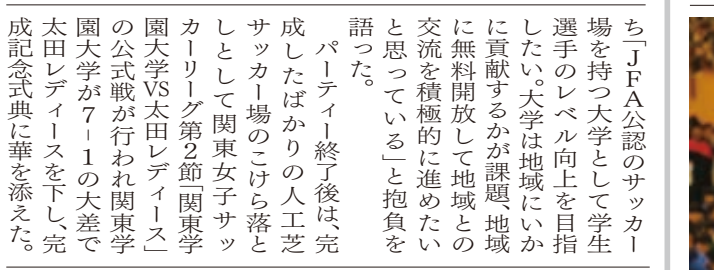 ち「JFA公認のサッカー
場を持つ大学として学生
選手のレベル向上を目指
したい。大学は地域にいか
に貢献するかが課題、地域
に無料開放して地域との
交流を積極的に進めたい
と思っている」と抱負を
語った。
パーティー終了後は、完
成したばかりの人工芝
サッカー場のこけら落と
しとして関東女子サッ
カーリーグ第2節「関東学
園大学VS太田レディース」
の公式戦が行われ関東学
園大学が7-1の大差で
太田レディースを下し、完
成記念式典に華を添えた。